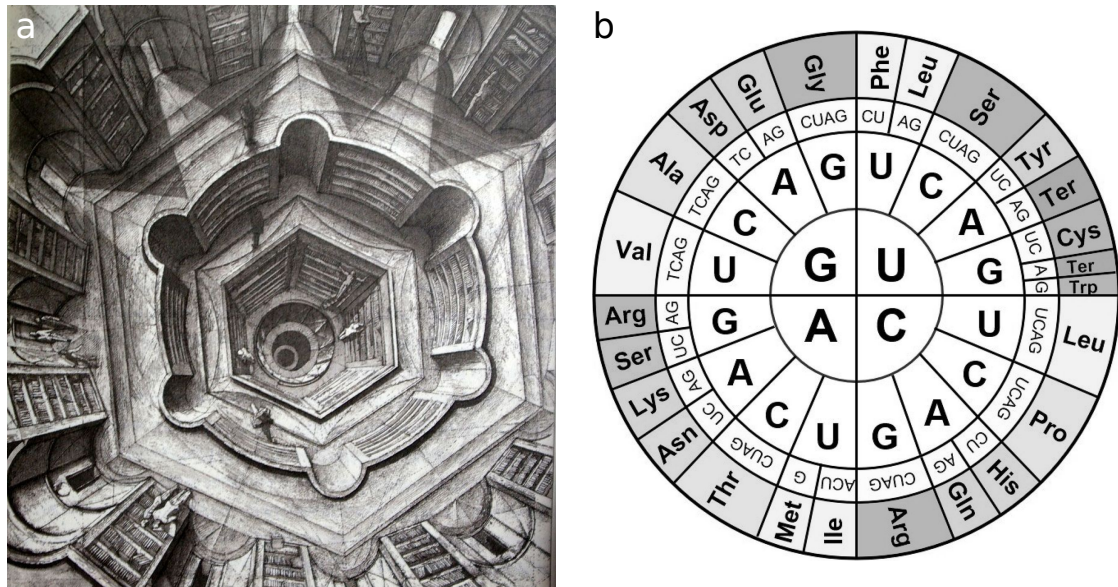 a
b
Phe
Leu
Ser
Tyr
Ter
Cys
Ter
Trp
Leu
Pro
His
Gln
Arg
Ile
Met
Thr
Asn
Lys
Ser
Arg
Val
Ala
Asp
Glu
Gly
CU
AG
CUAG
UC
AG
UC
A
G
UCAG
UCAG
CU
AG
CUAG
ACU
G
CUAG
UC
AG
UC
AG
TCAG
TCAG
TC
AG
CUAG
U
C
A
G
U
C
A
G
U
C
A
G
U
C
A
G
G
U
A
C